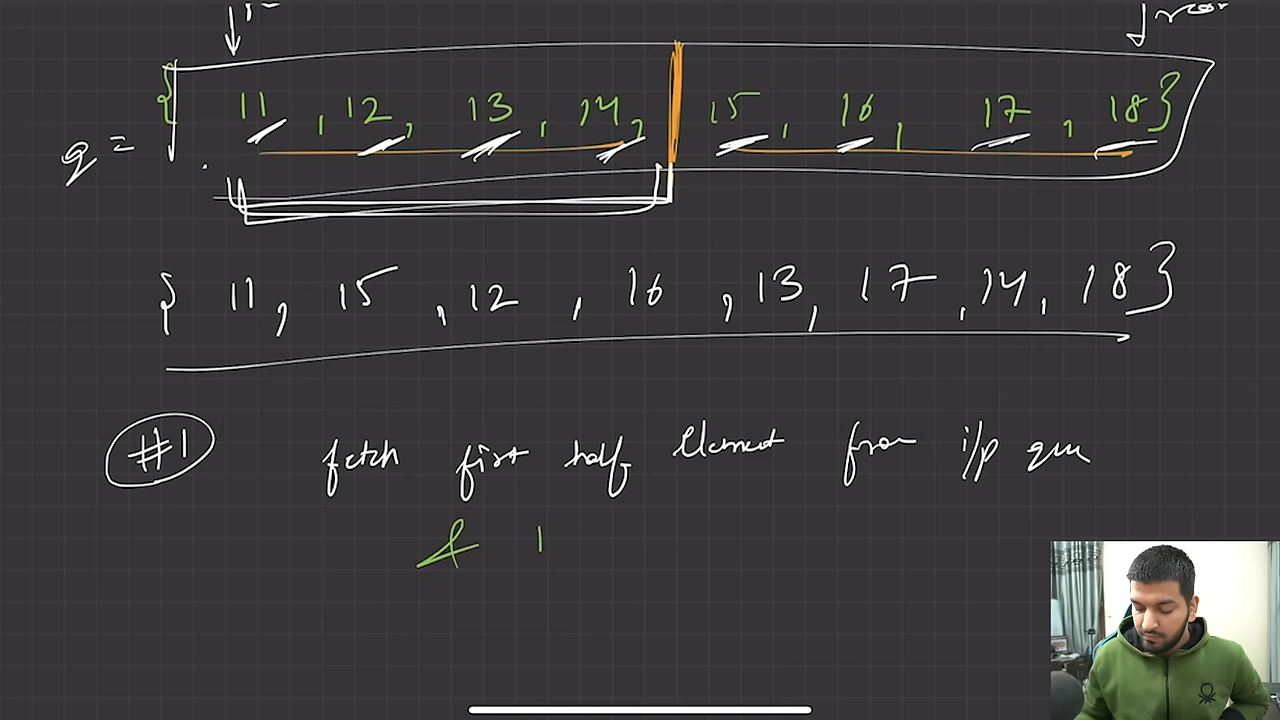 q = { 11 , 12, 13, 14, 15, 16, 17, 18}
{ 11, 15, 12, 16, 13, 17, 14, 18}
#1 fetch first half element from i/p que
&